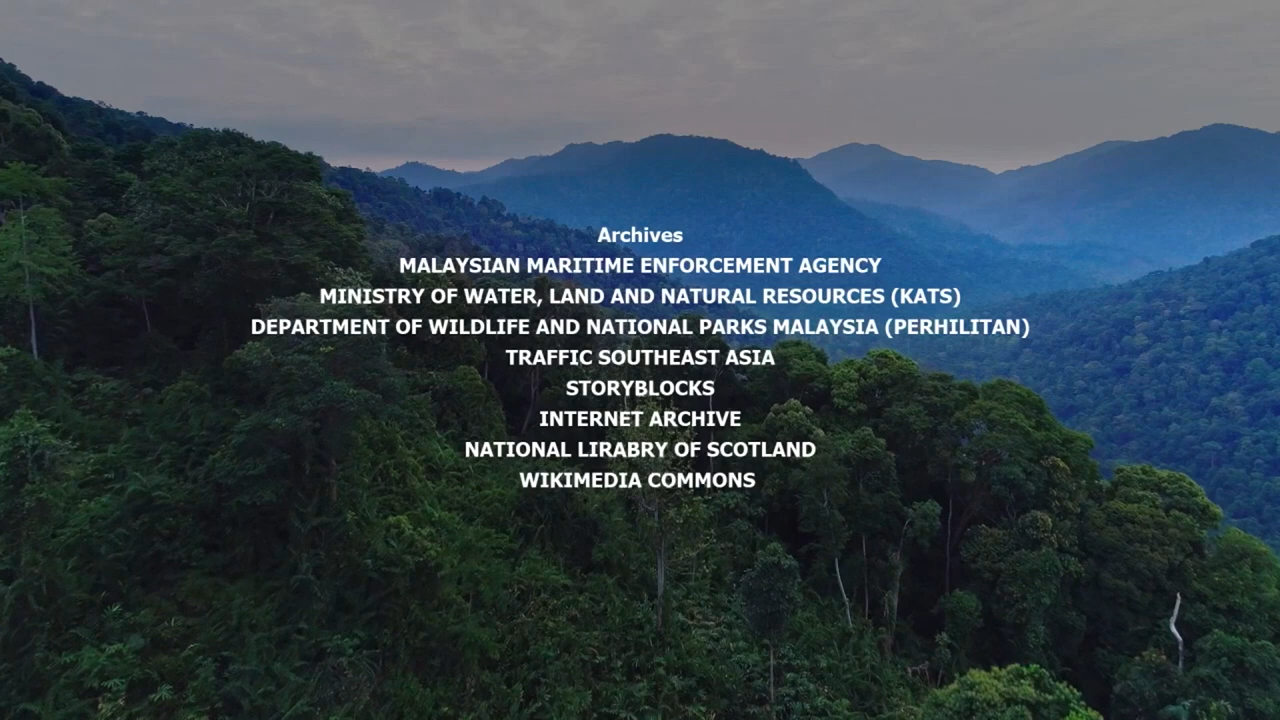 Archives
MALAYSIAN MARITIME ENFORCEMENT AGENCY
MINISTRY OF WATER, LAND AND NATURAL RESOURCES (KATS)
DEPARTMENT OF WILDLIFE AND NATIONAL PARKS MALAYSIA (PERHILITAN)
TRAFFIC SOUTHEAST ASIA
STORYBLOCKS
INTERNET ARCHIVE
NATIONAL LIRABRY OF SCOTLAND
WIKIMEDIA COMMONS